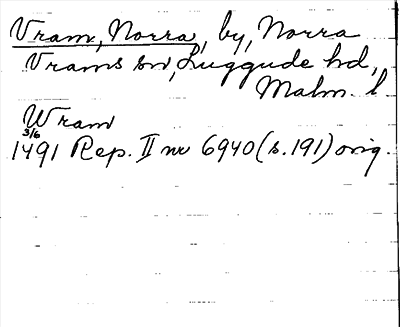 Vram, Norra, by, Norra
Vrams sn, Luggude hd,
Malm. l
Wram
3/6
1491 Rep. II nr 6940 (s. 191) orig.